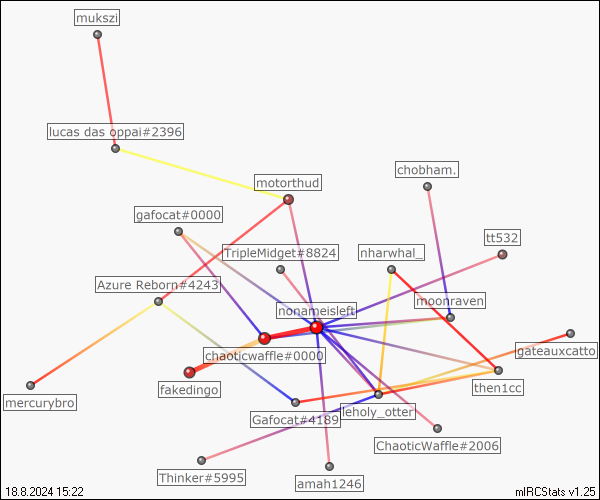 mukszi
lucas das oppai#2396
chobham.
motorthud
gafocat#0000
tt532
TripleMidget#8824
nharwhal_
Azure Reborn#4243
moonraven
nonameisleft
gateauxcatto
chaoticwaffle#0000
fakedingo
then1cc
mercurybro
leholy_otter
Gafocat#4189
ChaoticWaffle#2006
Thinker#5995
amah1246
18.8.2024 15:22
mIRCStats v1.25